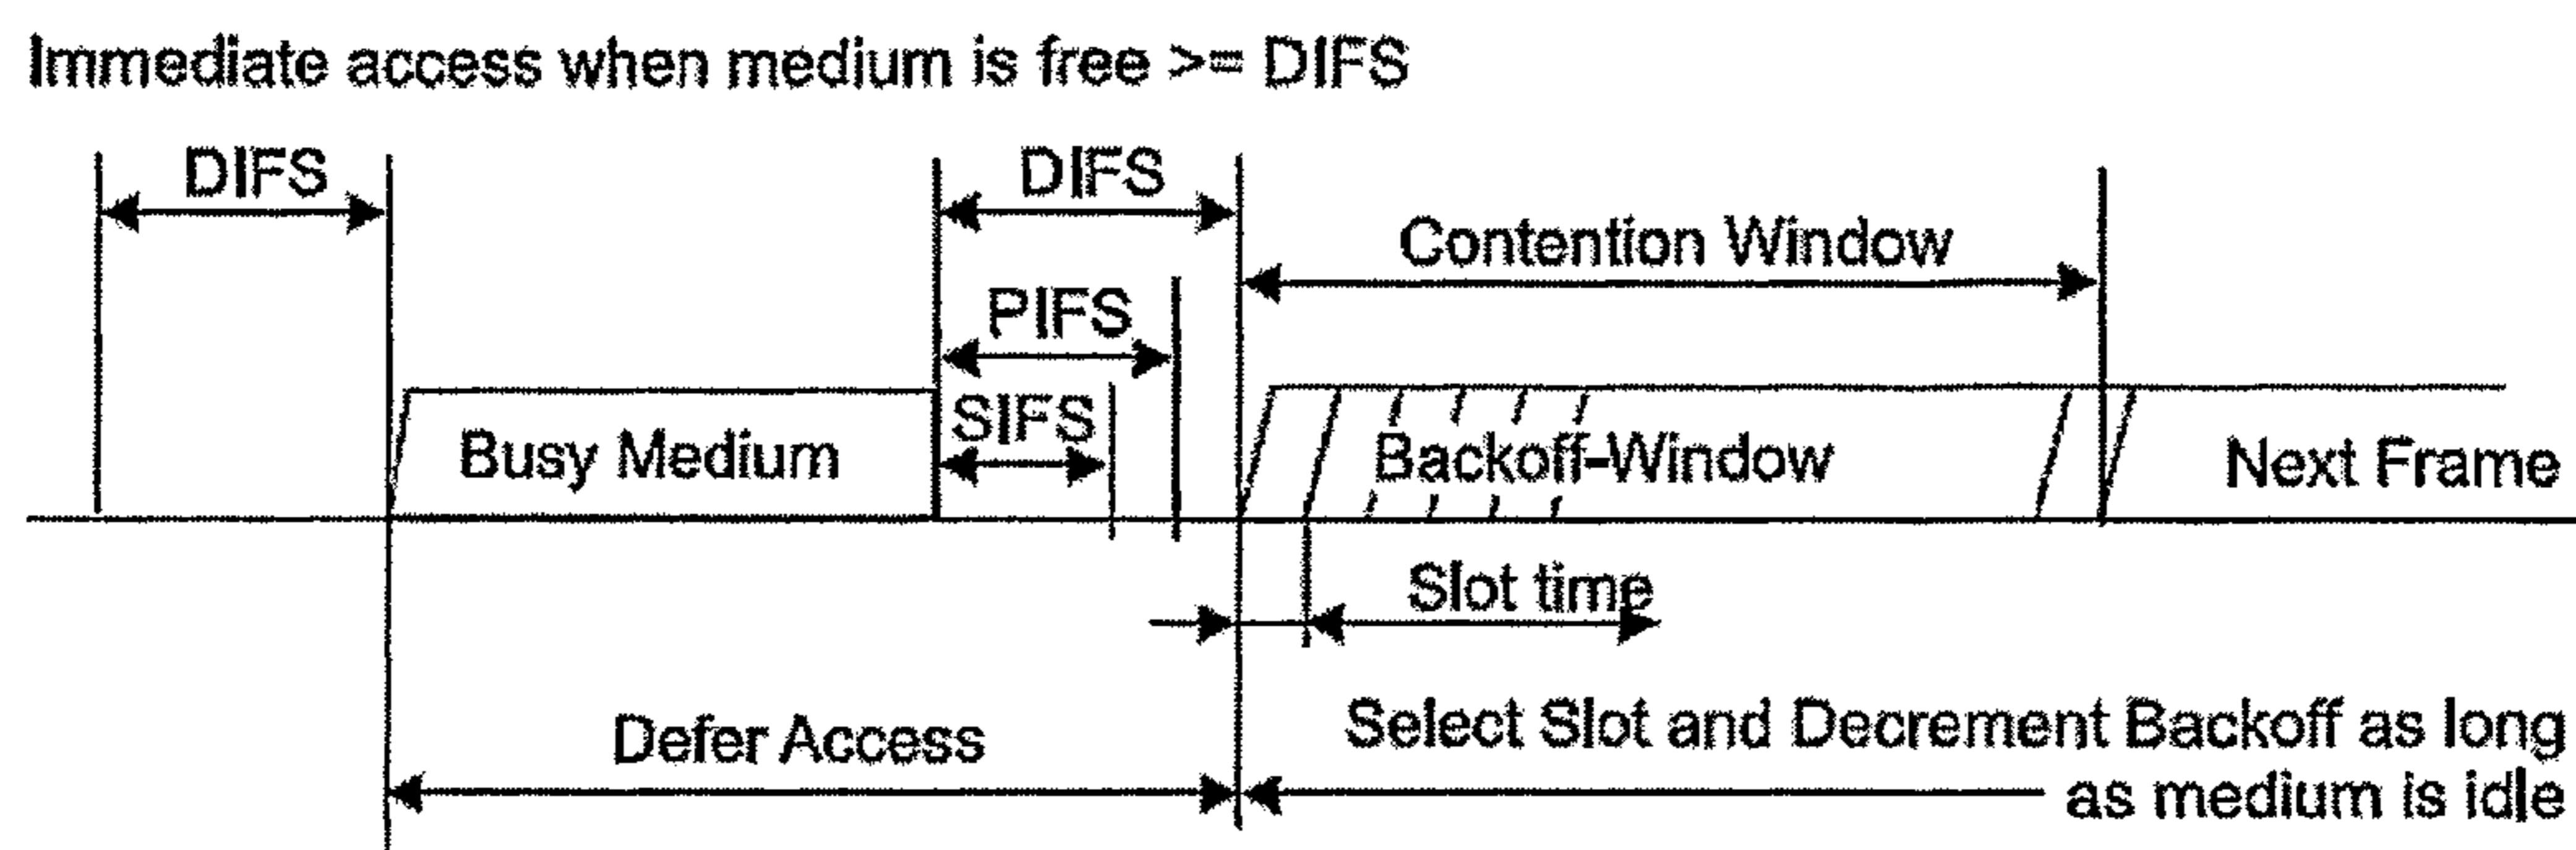 Immediate access when medium is free >= DIFS
DIFS
DIFS
Contention Window
PIFS
SIFS
Busy Medium
Backoff-Window
Next Frame
Slot time
Defer Access
Select Slot and Decrement Backoff as long
as medium is idle